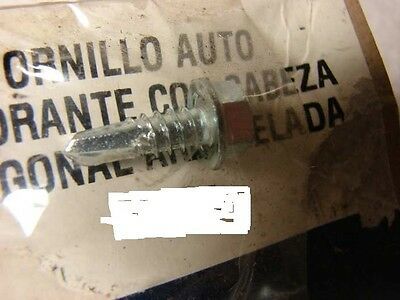 ORNILLO AUTO
ORANTE CO CABEZA
GONAL A ELADA